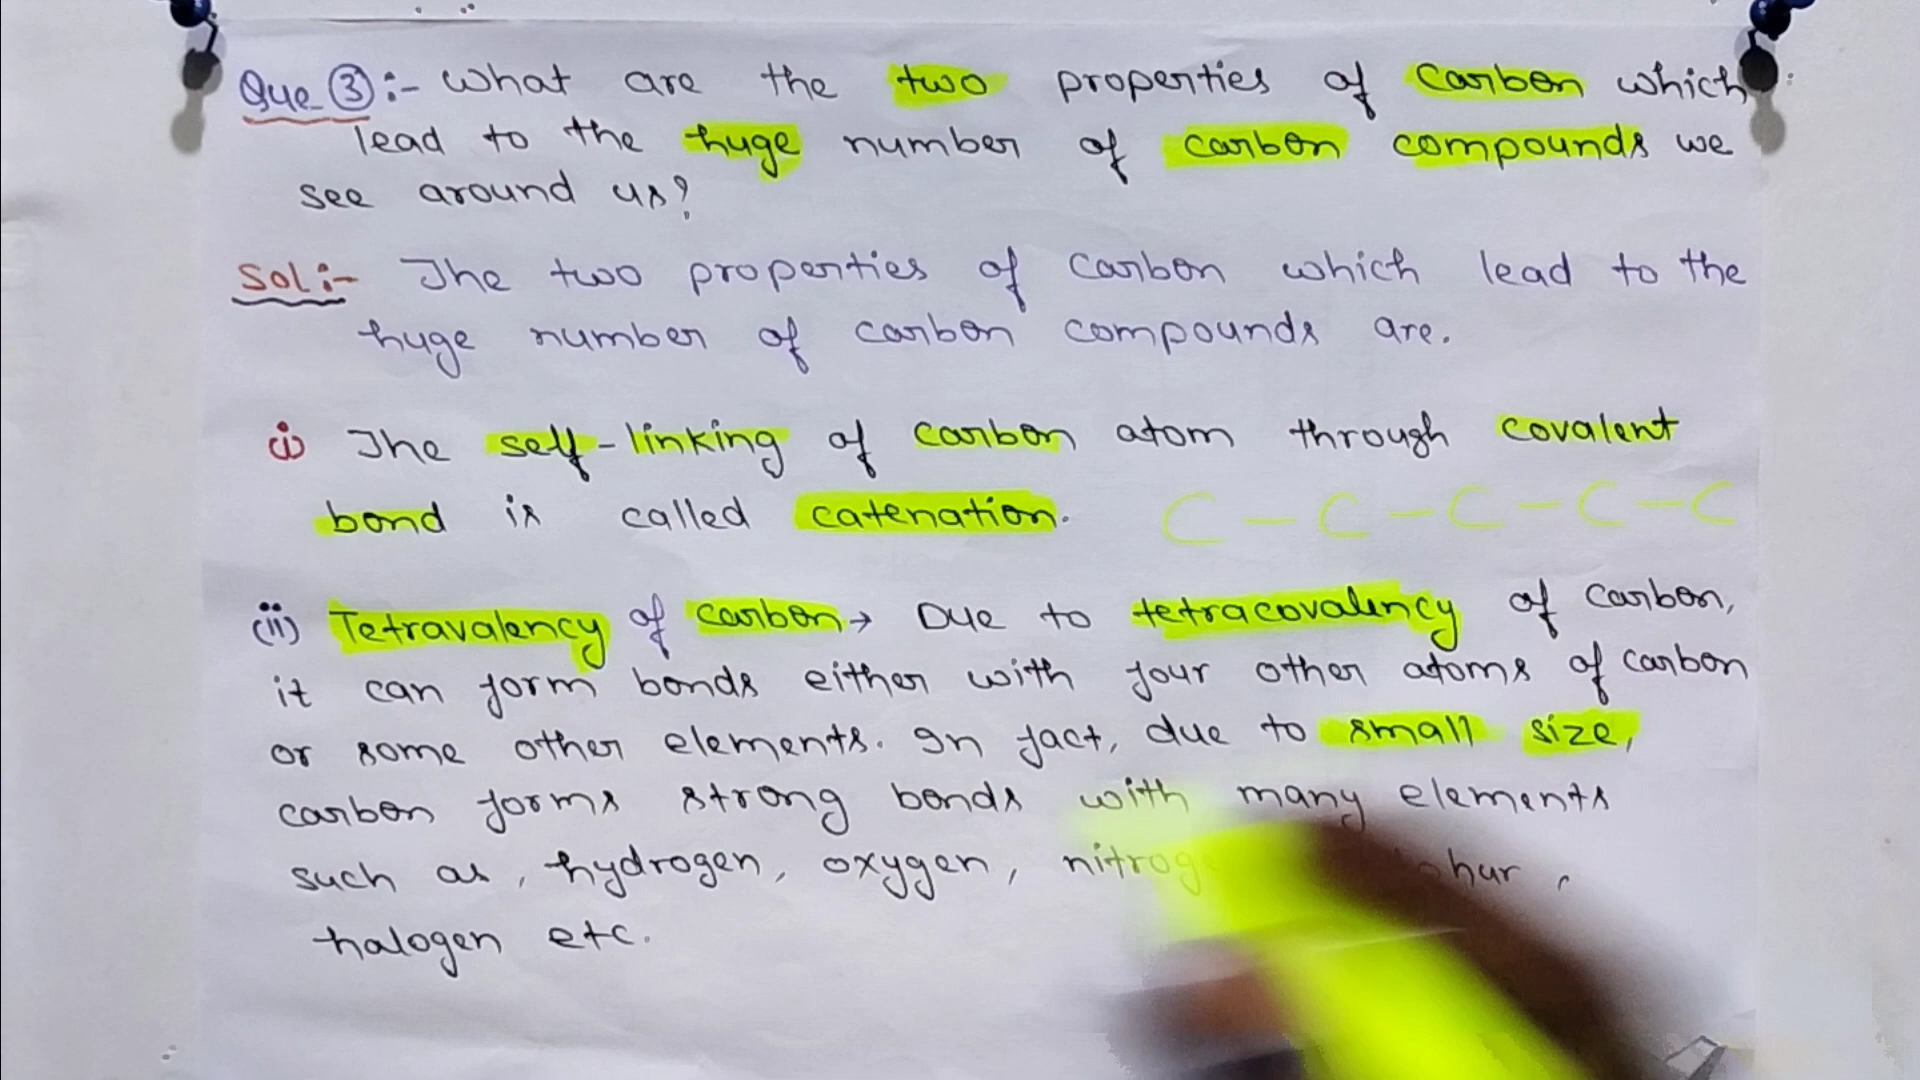 Que 3 :- What are the two properties of carbon which
lead to the huge number of carbon compounds we
see around us?
Sol:- The two properties of carbon which lead to the
huge number of carbon compounds are.
(i) The self-linking of carbon atom through covalent
bond is called catenation. C - C - C - C - C
(ii) Tetravalency of carbon → Due to tetracovalency of carbon,
it can form bonds either with four other atoms of carbon
or some other elements. In fact, due to small size,
carbon forms strong bonds with many elements
such as, hydrogen, oxygen,
halogen etc.